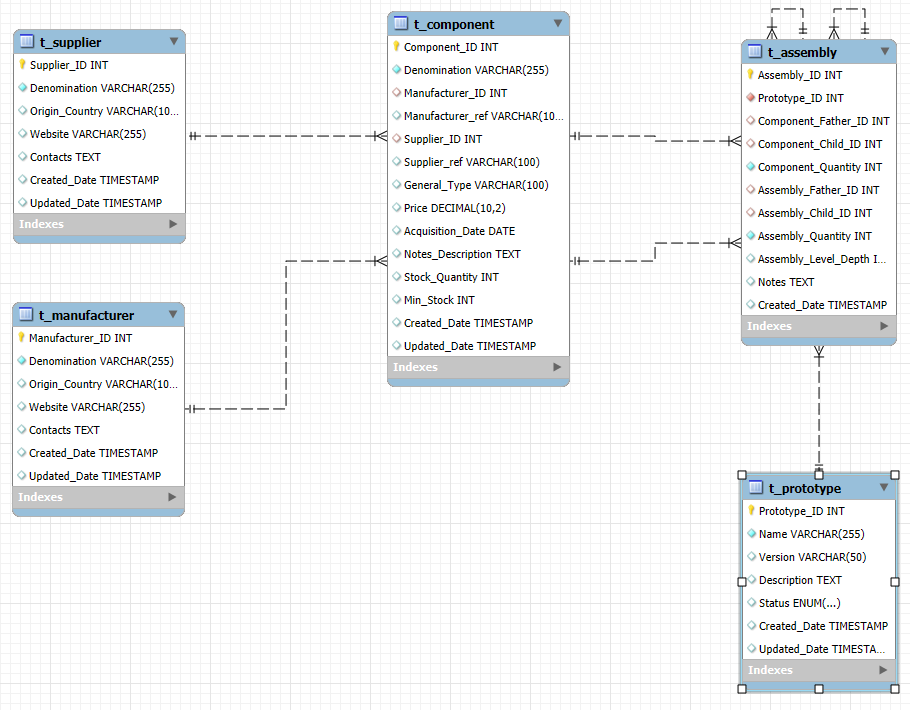 t_supplier
Supplier_ID INT
Denomination VARCHAR(255)
Origin_Country VARCHAR(10...
Website VARCHAR(255)
Contacts TEXT
Created_Date TIMESTAMP
Updated_Date TIMESTAMP
Indexes
t_manufacturer
Manufacturer_ID INT
Denomination VARCHAR(255)
Origin_Country VARCHAR(10...
Website VARCHAR(255)
Contacts TEXT
Created_Date TIMESTAMP
Updated_Date TIMESTAMP
Indexes
t_component
Component_ID INT
Denomination VARCHAR(255)
Manufacturer_ID INT
Manufacturer_ref VARCHAR(10...
Supplier_ID INT
Supplier_ref VARCHAR(100)
General_Type VARCHAR(100)
Price DECIMAL(10,2)
Acquisition_Date DATE
Notes_Description TEXT
Stock_Quantity INT
Min_Stock INT
Created_Date TIMESTAMP
Updated_Date TIMESTAMP
Indexes
t_assembly
Assembly_ID INT
Prototype_ID INT
Component_Father_ID INT
Component_Child_ID INT
Component_Quantity INT
Assembly_Father_ID INT
Assembly_Child_ID INT
Assembly_Quantity INT
Assembly_Level_Depth I...
Notes TEXT
Created_Date TIMESTAMP
Indexes
t_prototype
Prototype_ID INT
Name VARCHAR(255)
Version VARCHAR(50)
Description TEXT
Status ENUM(...)
Created_Date TIMESTAMP
Updated_Date TIMESTA...
Indexes